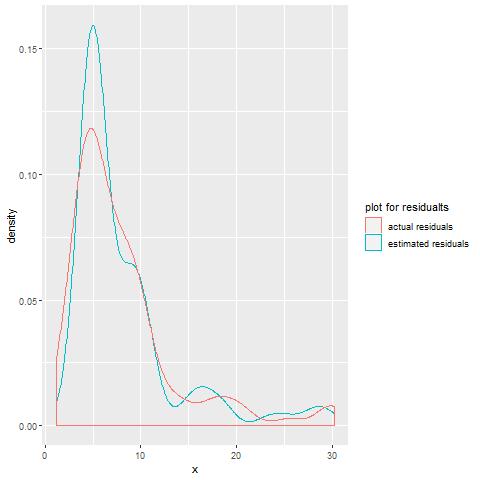 0.15
0.10
0.05
0.00
density
0
10
20
30
x
plot for residualts
actual residuals
estimated residuals